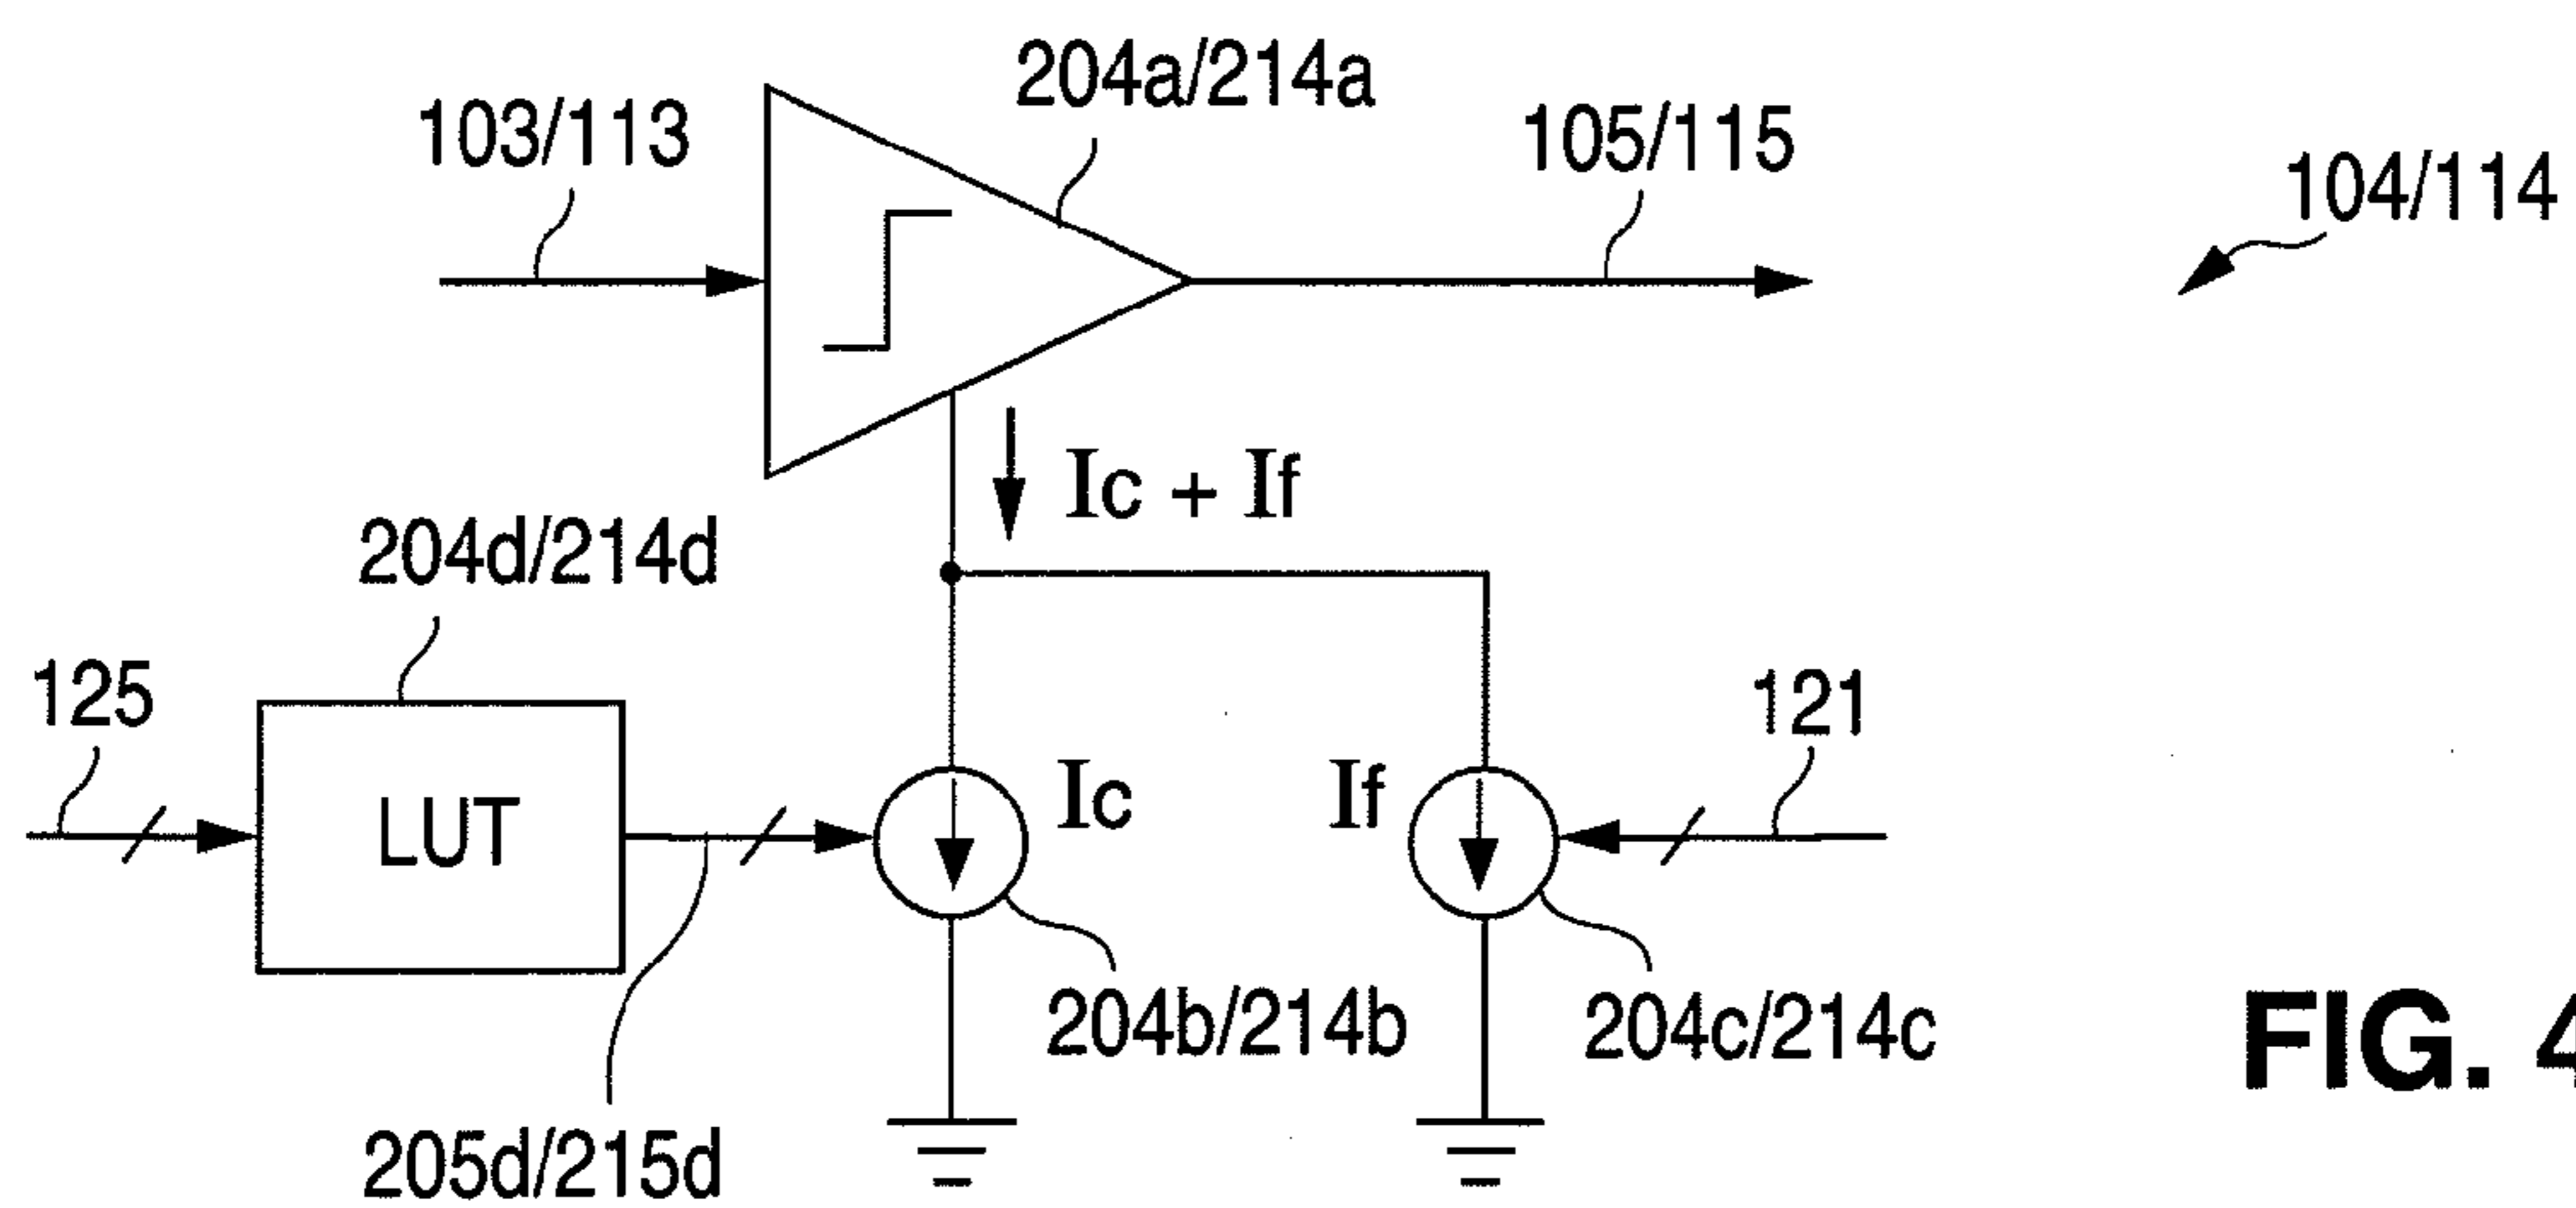 204a/214a
103/113
105/115
104/114
Ic + If
204d/214d
125
LUT
Ic
If
121
204b/214b
204c/214c
205d/215d
FIG. 4